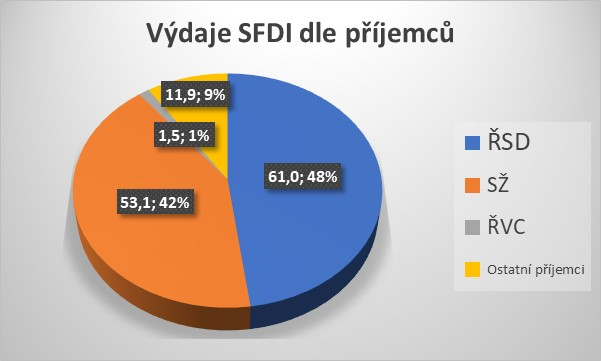 Výdaje SFDI dle příjemců
11,9; 9%
1,5; 1%
53,1; 42%
61,0; 48%
ŘSD
SŽ
ŘVC
Ostatní příjemci